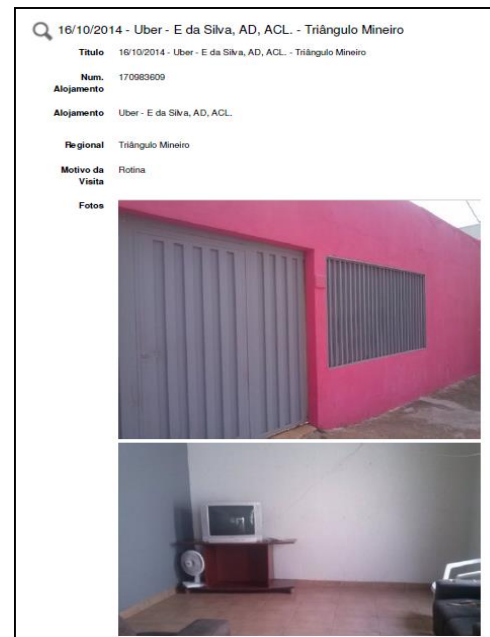 16/10/2014 - Uber - E da Silva, AD, ACL. - Triângulo Mineiro
Titulo 16/10/2014 - Uber - E da Silva, AD, ACL. - Triângulo Mineiro
Num. Alojamento 170983609
Alojamento Uber - E da Silva, AD, ACL.
Regional Triângulo Mineiro
Motivo da Visita Rotina
Fotos